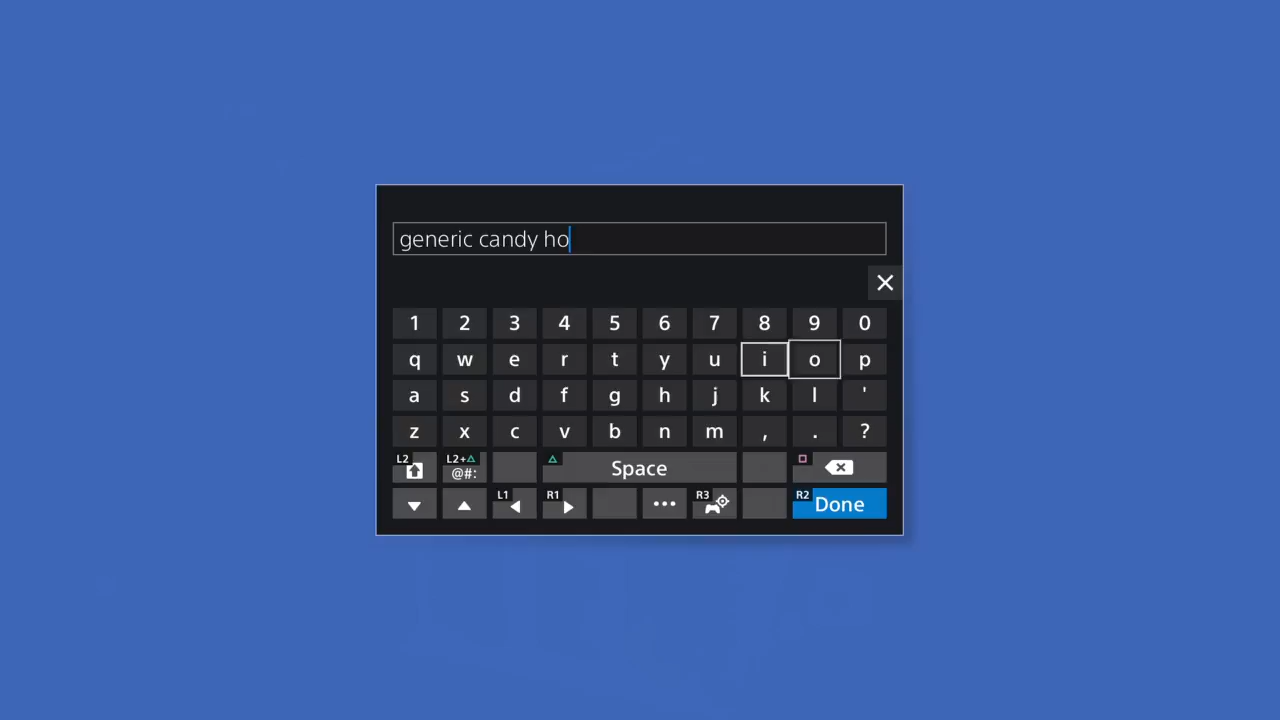 generic candy ho
1 2 3 4 5 6 7 8 9 0
q w e r t y u i o p
a s d f g h j k l '
z x c v b n m , . ?
L2 L2+△ @#: △ Space □
L1 R1 ••• R3 R2 Done